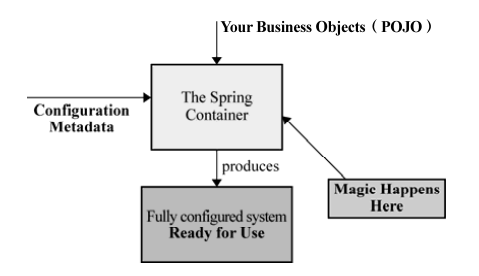 Your Business Objects（POJO）
The Spring
Container
Configuration
Metadata
produces
Magic Happens
Here
Fully configured system
Ready for Use